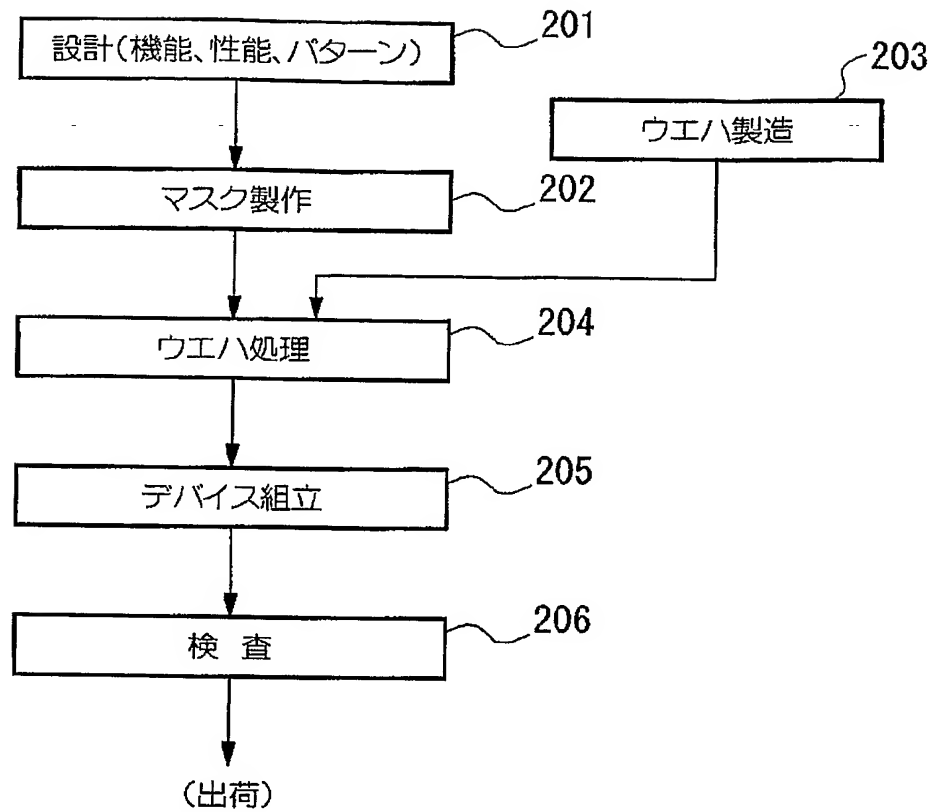 設計(機能、性能、パターン)
201
203
ウエハ製造
マスク製作
202
ウエハ処理
204
デバイス組立
205
検 査
206
(出荷)